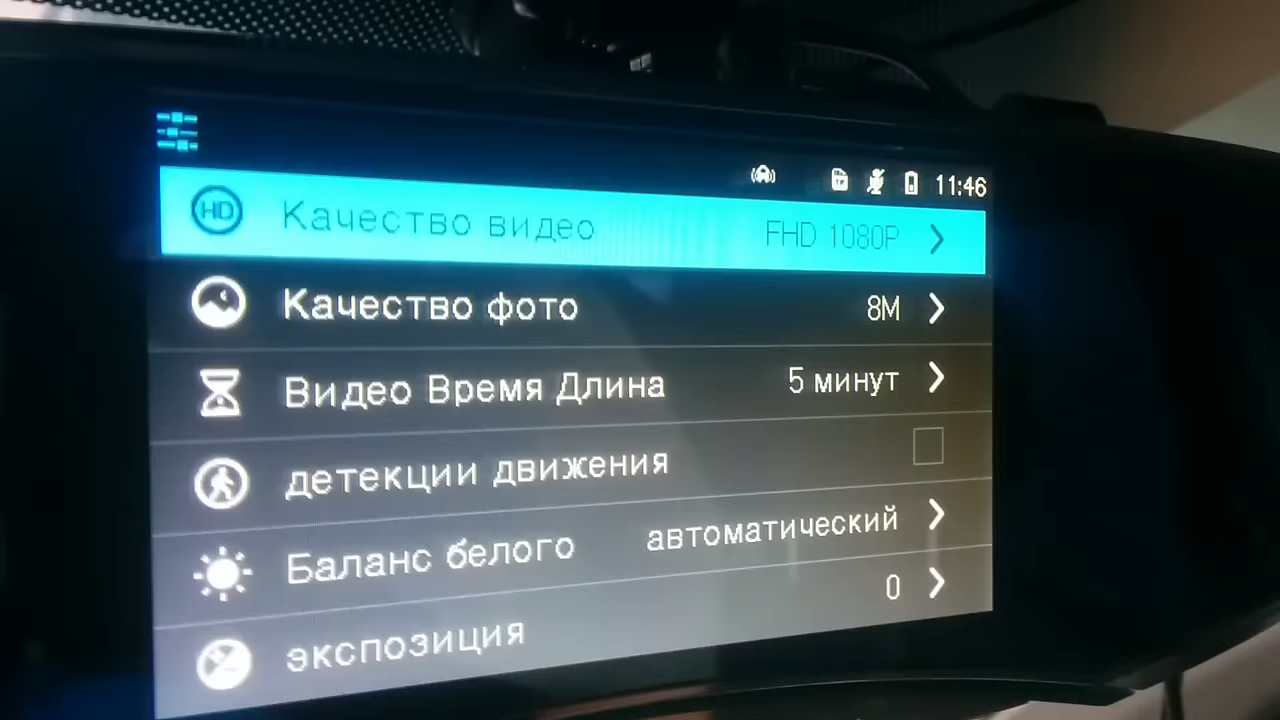 11:46
HD Качество видео FHD 1080P
Качество фото 8M
Видео Время Длина 5 минут
детекции движения
Баланс белого автоматический
экспозиция 0